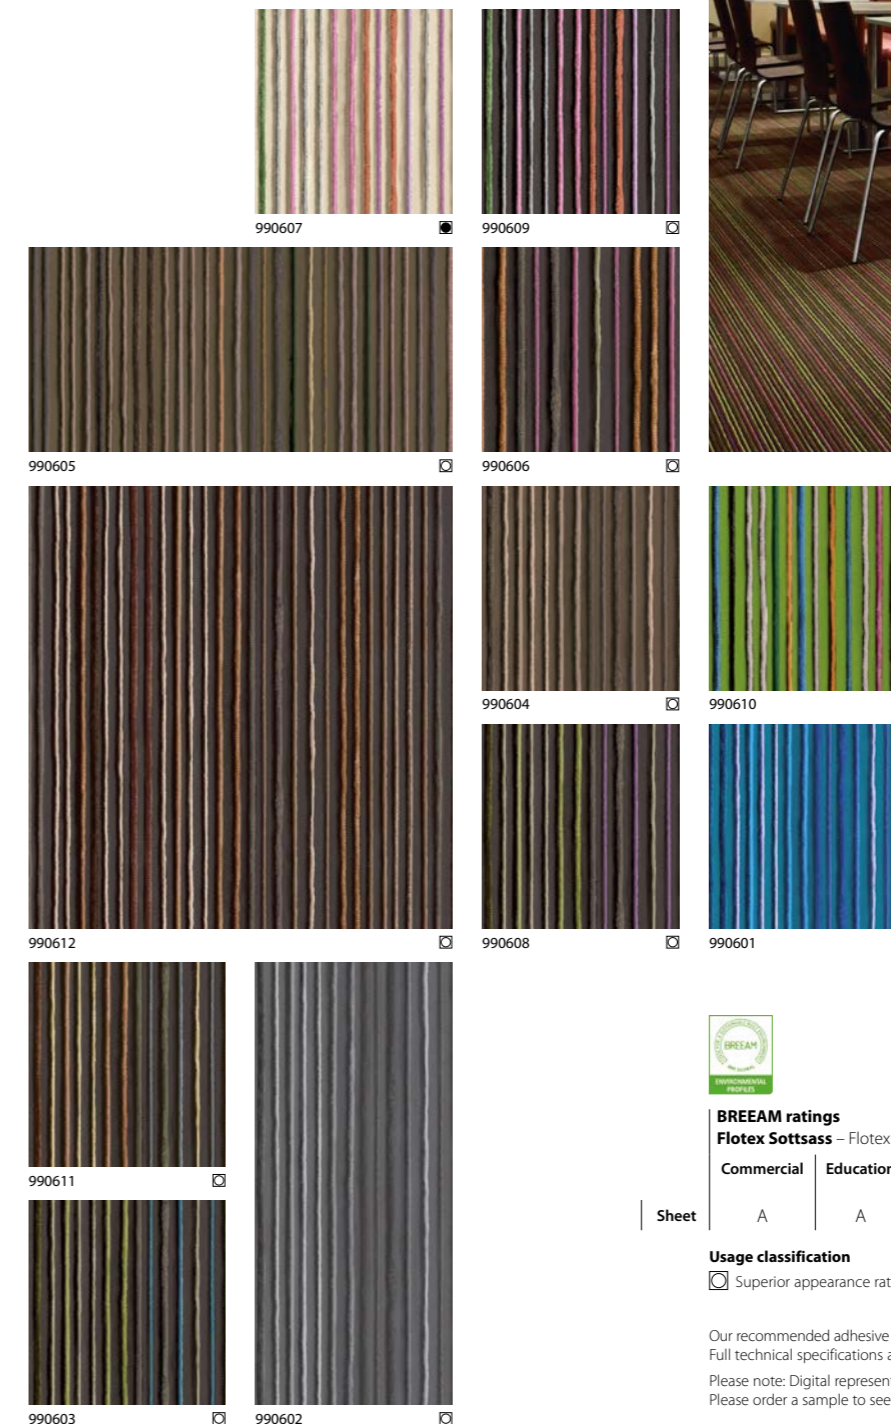 990607
990609
990605
990606
990604
990610
990612
990608
990601
990611
990603
990602
BREEAM
ENVIRONMENTAL
PROFILES
BREEAM ratings
Flotex Sottsass – Flotex
Commercial Education
Sheet A A
Usage classification
Superior appearance rat
Our recommended adhesive
Full technical specifications a
Please note: Digital represent
Please order a sample to see